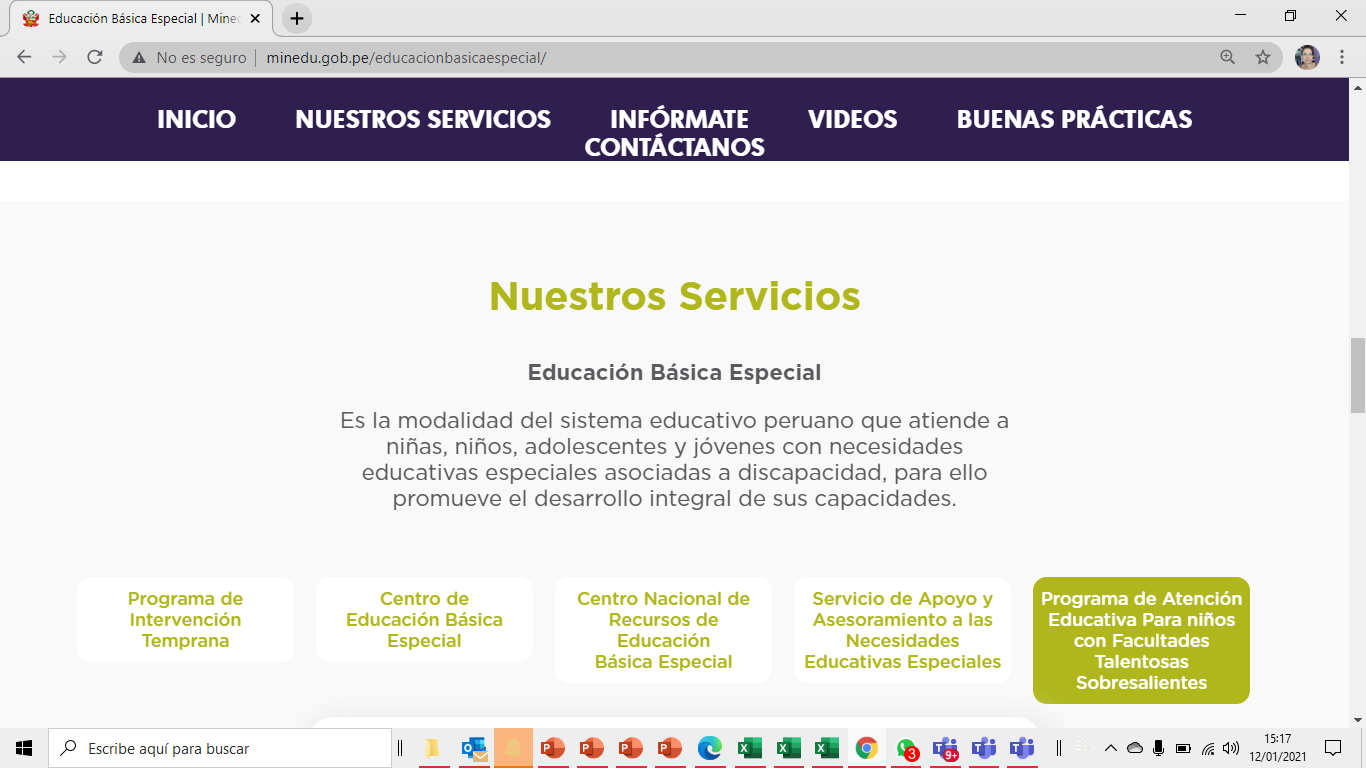 Educación Básica Especial | Mine
No es seguro
minedu.gob.pe/educacionbasicaespecial/
INICIO
NUESTROS SERVICIOS
INFÓRMATE
VIDEOS
BUENAS PRÁCTICAS
CONTÁCTANOS
Nuestros Servicios
Educación Básica Especial
Es la modalidad del sistema educativo peruano que atiende a
niñas, niños, adolescentes y jóvenes con necesidades
educativas especiales asociadas a discapacidad, para ello
promueve el desarrollo integral de sus capacidades.
Programa de
Intervención
Temprana
Centro de
Educación Básica
Especial
Centro Nacional de
Recursos de
Educación
Básica Especial
Servicio de Apoyo y
Asesoramiento a las
Necesidades
Educativas Especiales
Programa de Atención
Educativa Para niños
con Facultades
Talentosas
Sobresalientes
Escribe aquí para buscar
3
9+
15:17
12/01/2021